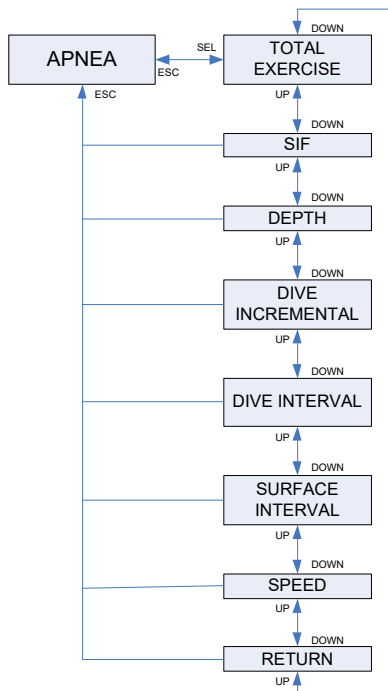 DOWN
APNEA
SEL
ESC
TOTAL
EXERCISE
ESC
UP
DOWN
SIF
UP
DOWN
DEPTH
UP
DOWN
DIVE
INCREMENTAL
UP
DOWN
DIVE INTERVAL
UP
DOWN
SURFACE
INTERVAL
UP
DOWN
SPEED
UP
DOWN
RETURN
UP